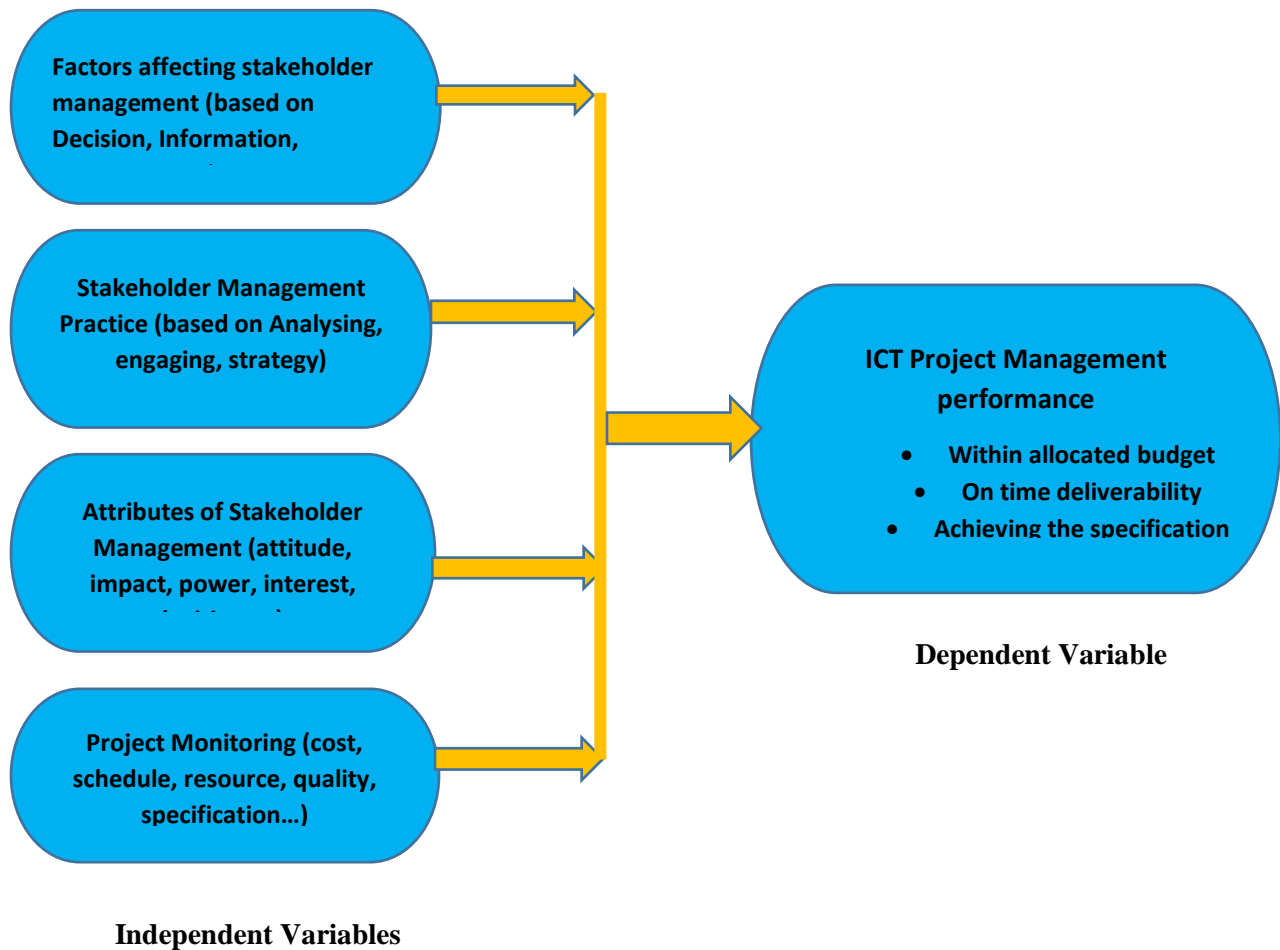 Factors affecting stakeholder
management (based on
Decision, Information,
Stakeholder Management
Practice (based on Analysing,
engaging, strategy)
Attributes of Stakeholder
Management (attitude,
impact, power, interest,
Project Monitoring (cost,
schedule, resource, quality,
specification…)
Independent Variables
ICT Project Management
performance
• Within allocated budget
• On time deliverability
• Achieving the specification
Dependent Variable